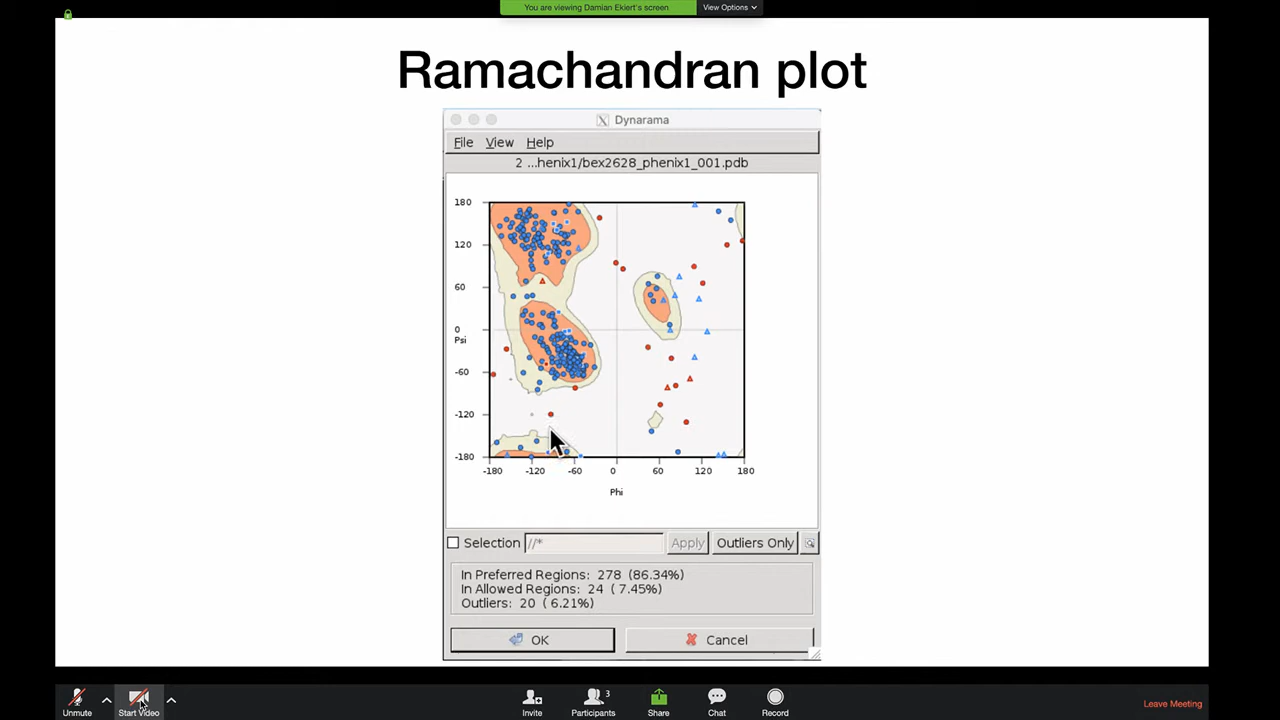 You are viewing Damian Ekiert's screen
View Options
Ramachandran plot
Dynarama
File View Help
2 ...henix1/bex2628_phenix1_001.pdb
180
120
60
0
Psi
-60
-120
-180
-180 -120 -60 0 60 120 180
Phi
Selection //* Apply Outliers Only
In Preferred Regions: 278 (86.34%)
In Allowed Regions: 24 ( 7.45%)
Outliers: 20 ( 6.21%)
OK Cancel
3
Unmute Start Video Invite Participants Share Chat Record Leave Meeting